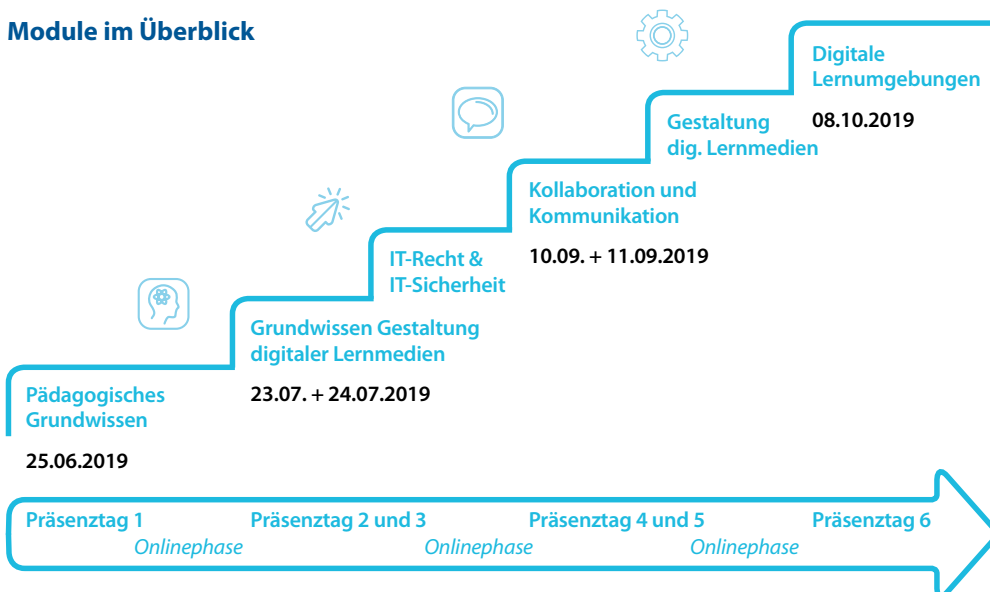 Module im Überblick
Digitale
Lernumgebungen
08.10.2019
Gestaltung
dig. Lernmedien
Kollaboration und
Kommunikation
10.09. + 11.09.2019
IT-Recht &
IT-Sicherheit
Grundwissen Gestaltung
digitaler Lernmedien
23.07. + 24.07.2019
Pädagogisches
Grundwissen
25.06.2019
Präsenztag 1 Präsenztag 2 und 3 Präsenztag 4 und 5 Präsenztag 6
Onlinephase Onlinephase Onlinephase